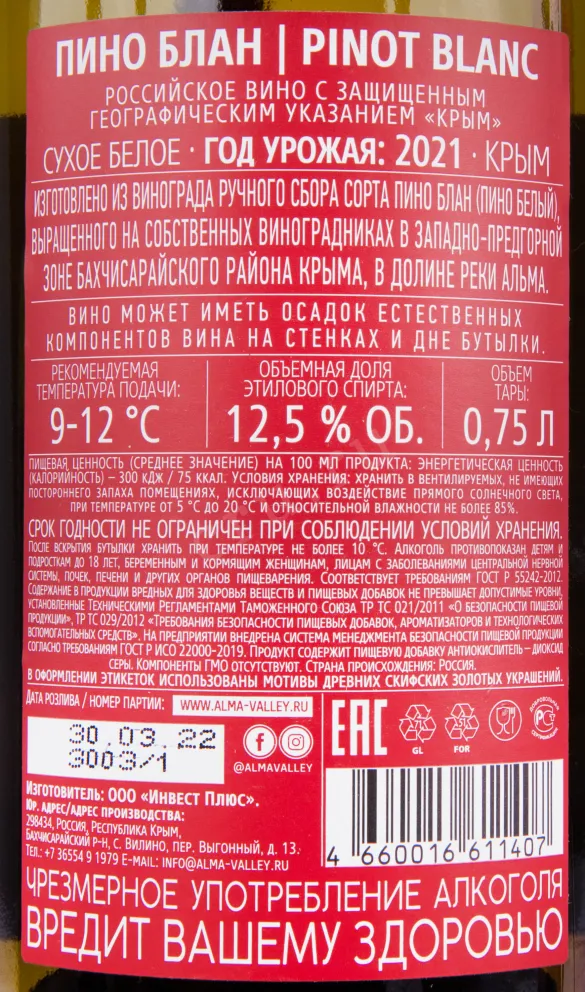 ПИНО БЛАН | PINOT BLANC
РОССИЙСКОЕ ВИНО С ЗАЩИЩЕННЫМ
ГЕОГРАФИЧЕСКИМ УКАЗАНИЕМ «КРЫМ»
СУХОЕ БЕЛОЕ · ГОД УРОЖАЯ: 2021 · КРЫМ
ИЗГОТОВЛЕНО ИЗ ВИНОГРАДА РУЧНОГО СБОРА СОРТА ПИНО БЛАН (ПИНО БЕЛЫЙ),
ВЫРАЩЕННОГО НА СОБСТВЕННЫХ ВИНОГРАДНИКАХ В ЗАПАДНО-ПРЕДГОРНОЙ
ЗОНЕ БАХЧИСАРАЙСКОГО РАЙОНА КРЫМА, В ДОЛИНЕ РЕКИ АЛЬМА.
ВИНО МОЖЕТ ИМЕТЬ ОСАДОК ЕСТЕСТВЕННЫХ
КОМПОНЕНТОВ ВИНА НА СТЕНКАХ И ДНЕ БУТЫЛКИ.
РЕКОМЕНДУЕМАЯ
ТЕМПЕРАТУРА ПОДАЧИ:
9-12 °C
ОБЪЕМНАЯ ДОЛЯ
ЭТИЛОВОГО СПИРТА:
12,5 % ОБ.
ОБЪЕМ
ТАРЫ:
0,75 Л
ПИЩЕВАЯ ЦЕННОСТЬ (СРЕДНЕЕ ЗНАЧЕНИЕ) НА 100 МЛ ПРОДУКТА: ЭНЕРГЕТИЧЕСКАЯ ЦЕННОСТЬ
(КАЛОРИЙНОСТЬ) – 300 КДЖ / 75 ККАЛ. УСЛОВИЯ ХРАНЕНИЯ: ХРАНИТЬ В ВЕНТИЛИРУЕМЫХ, НЕ ИМЕЮЩИХ
ПОСТОРОННЕГО ЗАПАХА ПОМЕЩЕНИЯХ, ИСКЛЮЧАЮЩИХ ВОЗДЕЙСТВИЕ ПРЯМОГО СОЛНЕЧНОГО СВЕТА,
ПРИ ТЕМПЕРАТУРЕ ОТ 5 °C ДО 20 °C И ОТНОСИТЕЛЬНОЙ ВЛАЖНОСТИ НЕ БОЛЕЕ 85%.
СРОК ГОДНОСТИ НЕ ОГРАНИЧЕН ПРИ СОБЛЮДЕНИИ УСЛОВИЙ ХРАНЕНИЯ.
ПОСЛЕ ВСКРЫТИЯ БУТЫЛКИ ХРАНИТЬ ПРИ ТЕМПЕРАТУРЕ НЕ БОЛЕЕ 10 °C. АЛКОГОЛЬ ПРОТИВОПОКАЗАН ДЕТЯМ И
ПОДРОСТКАМ ДО 18 ЛЕТ, БЕРЕМЕННЫМ И КОРМЯЩИМ ЖЕНЩИНАМ, ЛИЦАМ С ЗАБОЛЕВАНИЯМИ ЦЕНТРАЛЬНОЙ НЕРВНОЙ
СИСТЕМЫ, ПОЧЕК, ПЕЧЕНИ И ДРУГИХ ОРГАНОВ ПИЩЕВАРЕНИЯ. СООТВЕТСТВУЕТ ТРЕБОВАНИЯМ ГОСТ Р 55242-2012.
СОДЕРЖАНИЕ В ПРОДУКЦИИ ВРЕДНЫХ ДЛЯ ЗДОРОВЬЯ ВЕЩЕСТВ И ПИЩЕВЫХ ДОБАВОК НЕ ПРЕВЫШАЕТ ДОПУСТИМЫЕ УРОВНИ,
УСТАНОВЛЕННЫЕ ТЕХНИЧЕСКИМИ РЕГЛАМЕНТАМИ ТАМОЖЕННОГО СОЮЗА ТР ТС 021/2011 «О БЕЗОПАСНОСТИ ПИЩЕВОЙ
ПРОДУКЦИИ», ТР ТС 029/2012 «ТРЕБОВАНИЯ БЕЗОПАСНОСТИ ПИЩЕВЫХ ДОБАВОК, АРОМАТИЗАТОРОВ И ТЕХНОЛОГИЧЕСКИХ
ВСПОМОГАТЕЛЬНЫХ СРЕДСТВ». НА ПРЕДПРИЯТИИ ВНЕДРЕНА СИСТЕМА МЕНЕДЖМЕНТА БЕЗОПАСНОСТИ ПИЩЕВОЙ ПРОДУКЦИИ
СОГЛАСНО ТРЕБОВАНИЯМ ГОСТ Р ИСО 22000-2019. ПРОДУКТ СОДЕРЖИТ ПИЩЕВУЮ ДОБАВКУ АНТИОКИСЛИТЕЛЬ – ДИОКСИД
СЕРЫ. КОМПОНЕНТЫ ГМО ОТСУТСТВУЮТ. СТРАНА ПРОИСХОЖДЕНИЯ: РОССИЯ.
В ОФОРМЛЕНИИ ЭТИКЕТОК ИСПОЛЬЗОВАНЫ МОТИВЫ ДРЕВНИХ СКИФСКИХ ЗОЛОТЫХ УКРАШЕНИЙ.
ДАТА РОЗЛИВА / НОМЕР ПАРТИИ:
WWW.ALMA-VALLEY.RU
30.03.22
3003/1
@ALMAVALLEY
EAC
GL
FOR
ИЗГОТОВИТЕЛЬ: ООО «ИНВЕСТ ПЛЮС».
ЮР. АДРЕС/АДРЕС ПРОИЗВОДСТВА:
298434, РОССИЯ, РЕСПУБЛИКА КРЫМ,
БАХЧИСАРАЙСКИЙ Р-Н, С. ВИЛИНО, ПЕР. ВЫГОННЫЙ, Д. 13.
ТЕЛ.: +7 36554 9 1979 E-MAIL: INFO@ALMA-VALLEY.RU
4 660016 611407
ЧРЕЗМЕРНОЕ УПОТРЕБЛЕНИЕ АЛКОГОЛЯ
ВРЕДИТ ВАШЕМУ ЗДОРОВЬЮ